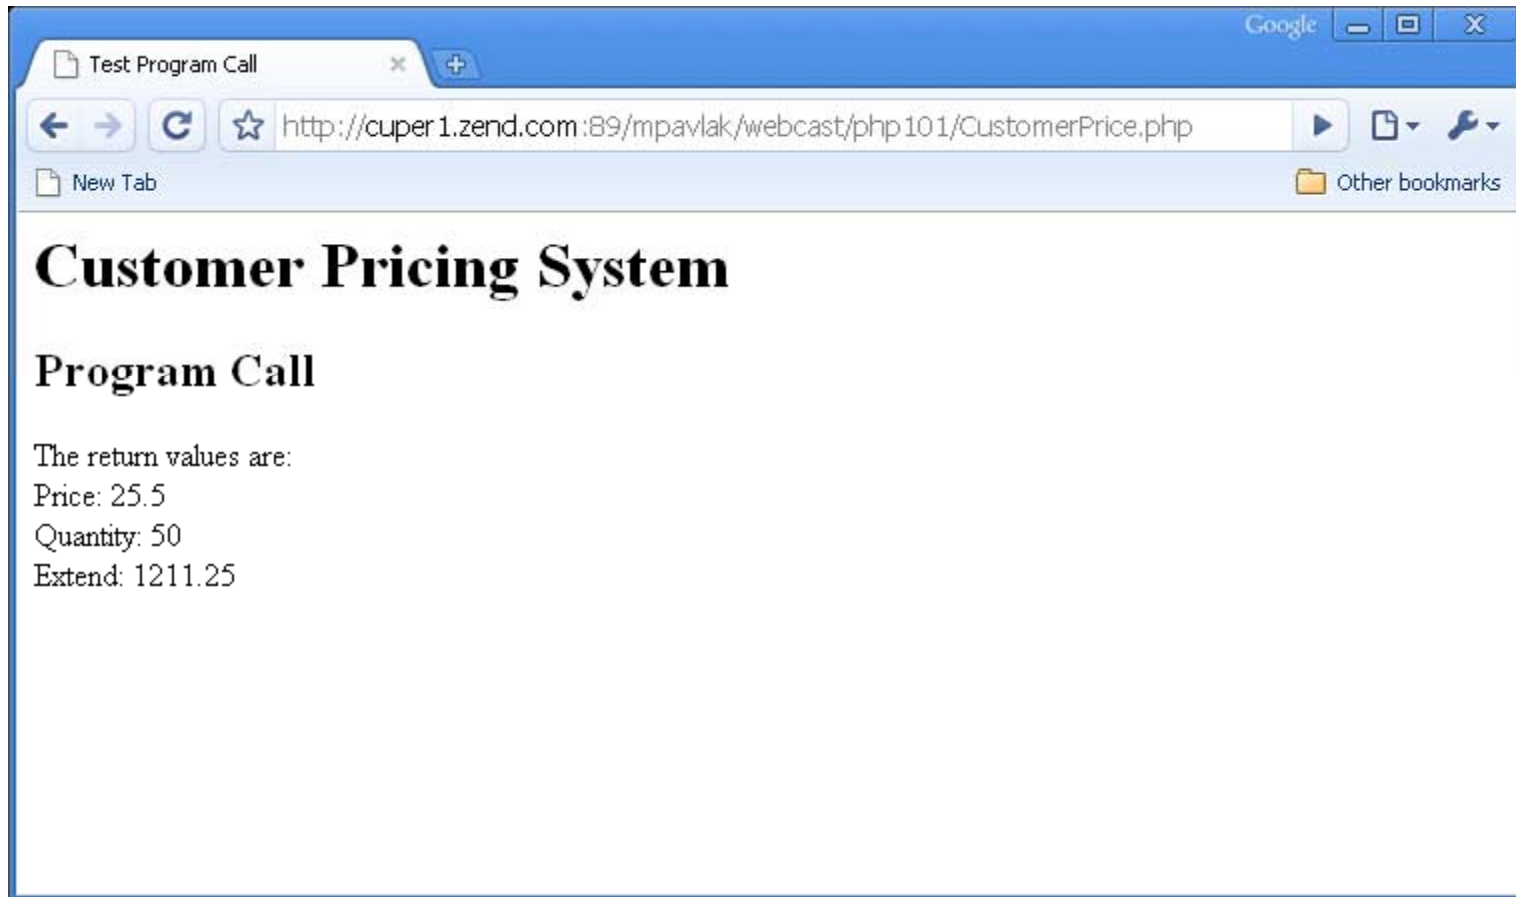 Google
Test Program Call
http://cuper1.zend.com:89/mpavlak/webcast/php101/CustomerPrice.php
New Tab
Other bookmarks
Customer Pricing System
Program Call
The return values are:
Price: 25.5
Quantity: 50
Extend: 1211.25